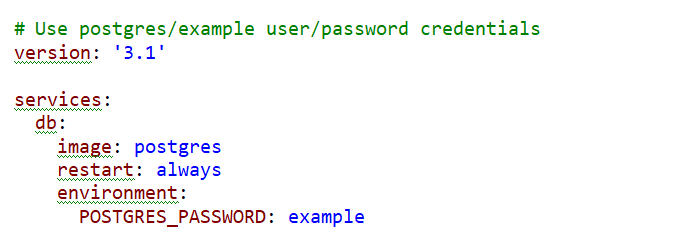 # Use postgres/example user/password credentials
version: '3.1'

services:
  db:
    image: postgres
    restart: always
    environment:
      POSTGRES_PASSWORD: example